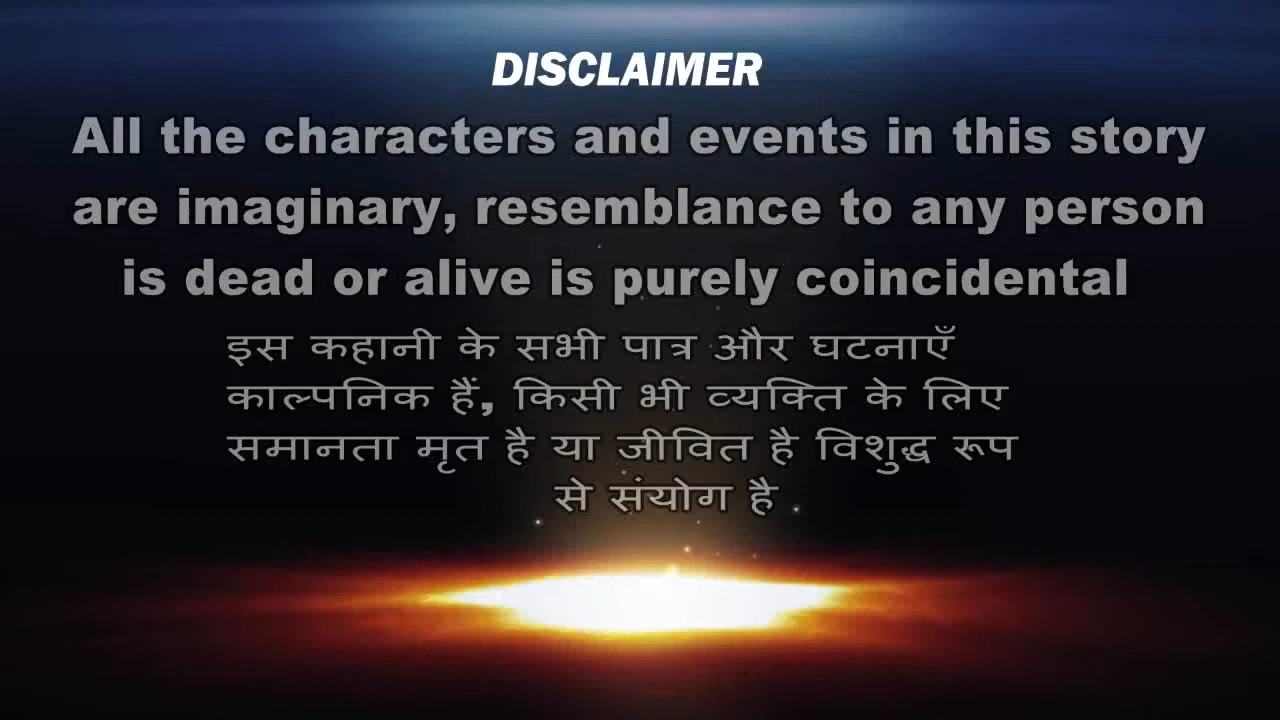 DISCLAIMER
All the characters and events in this story
are imaginary, resemblance to any person
is dead or alive is purely coincidental
इस कहानी के सभी पात्र और घटनाएँ
काल्पनिक हैं, किसी भी व्यक्ति के लिए
समानता मृत है या जीवित है विशुद्ध रूप
से संयोग है